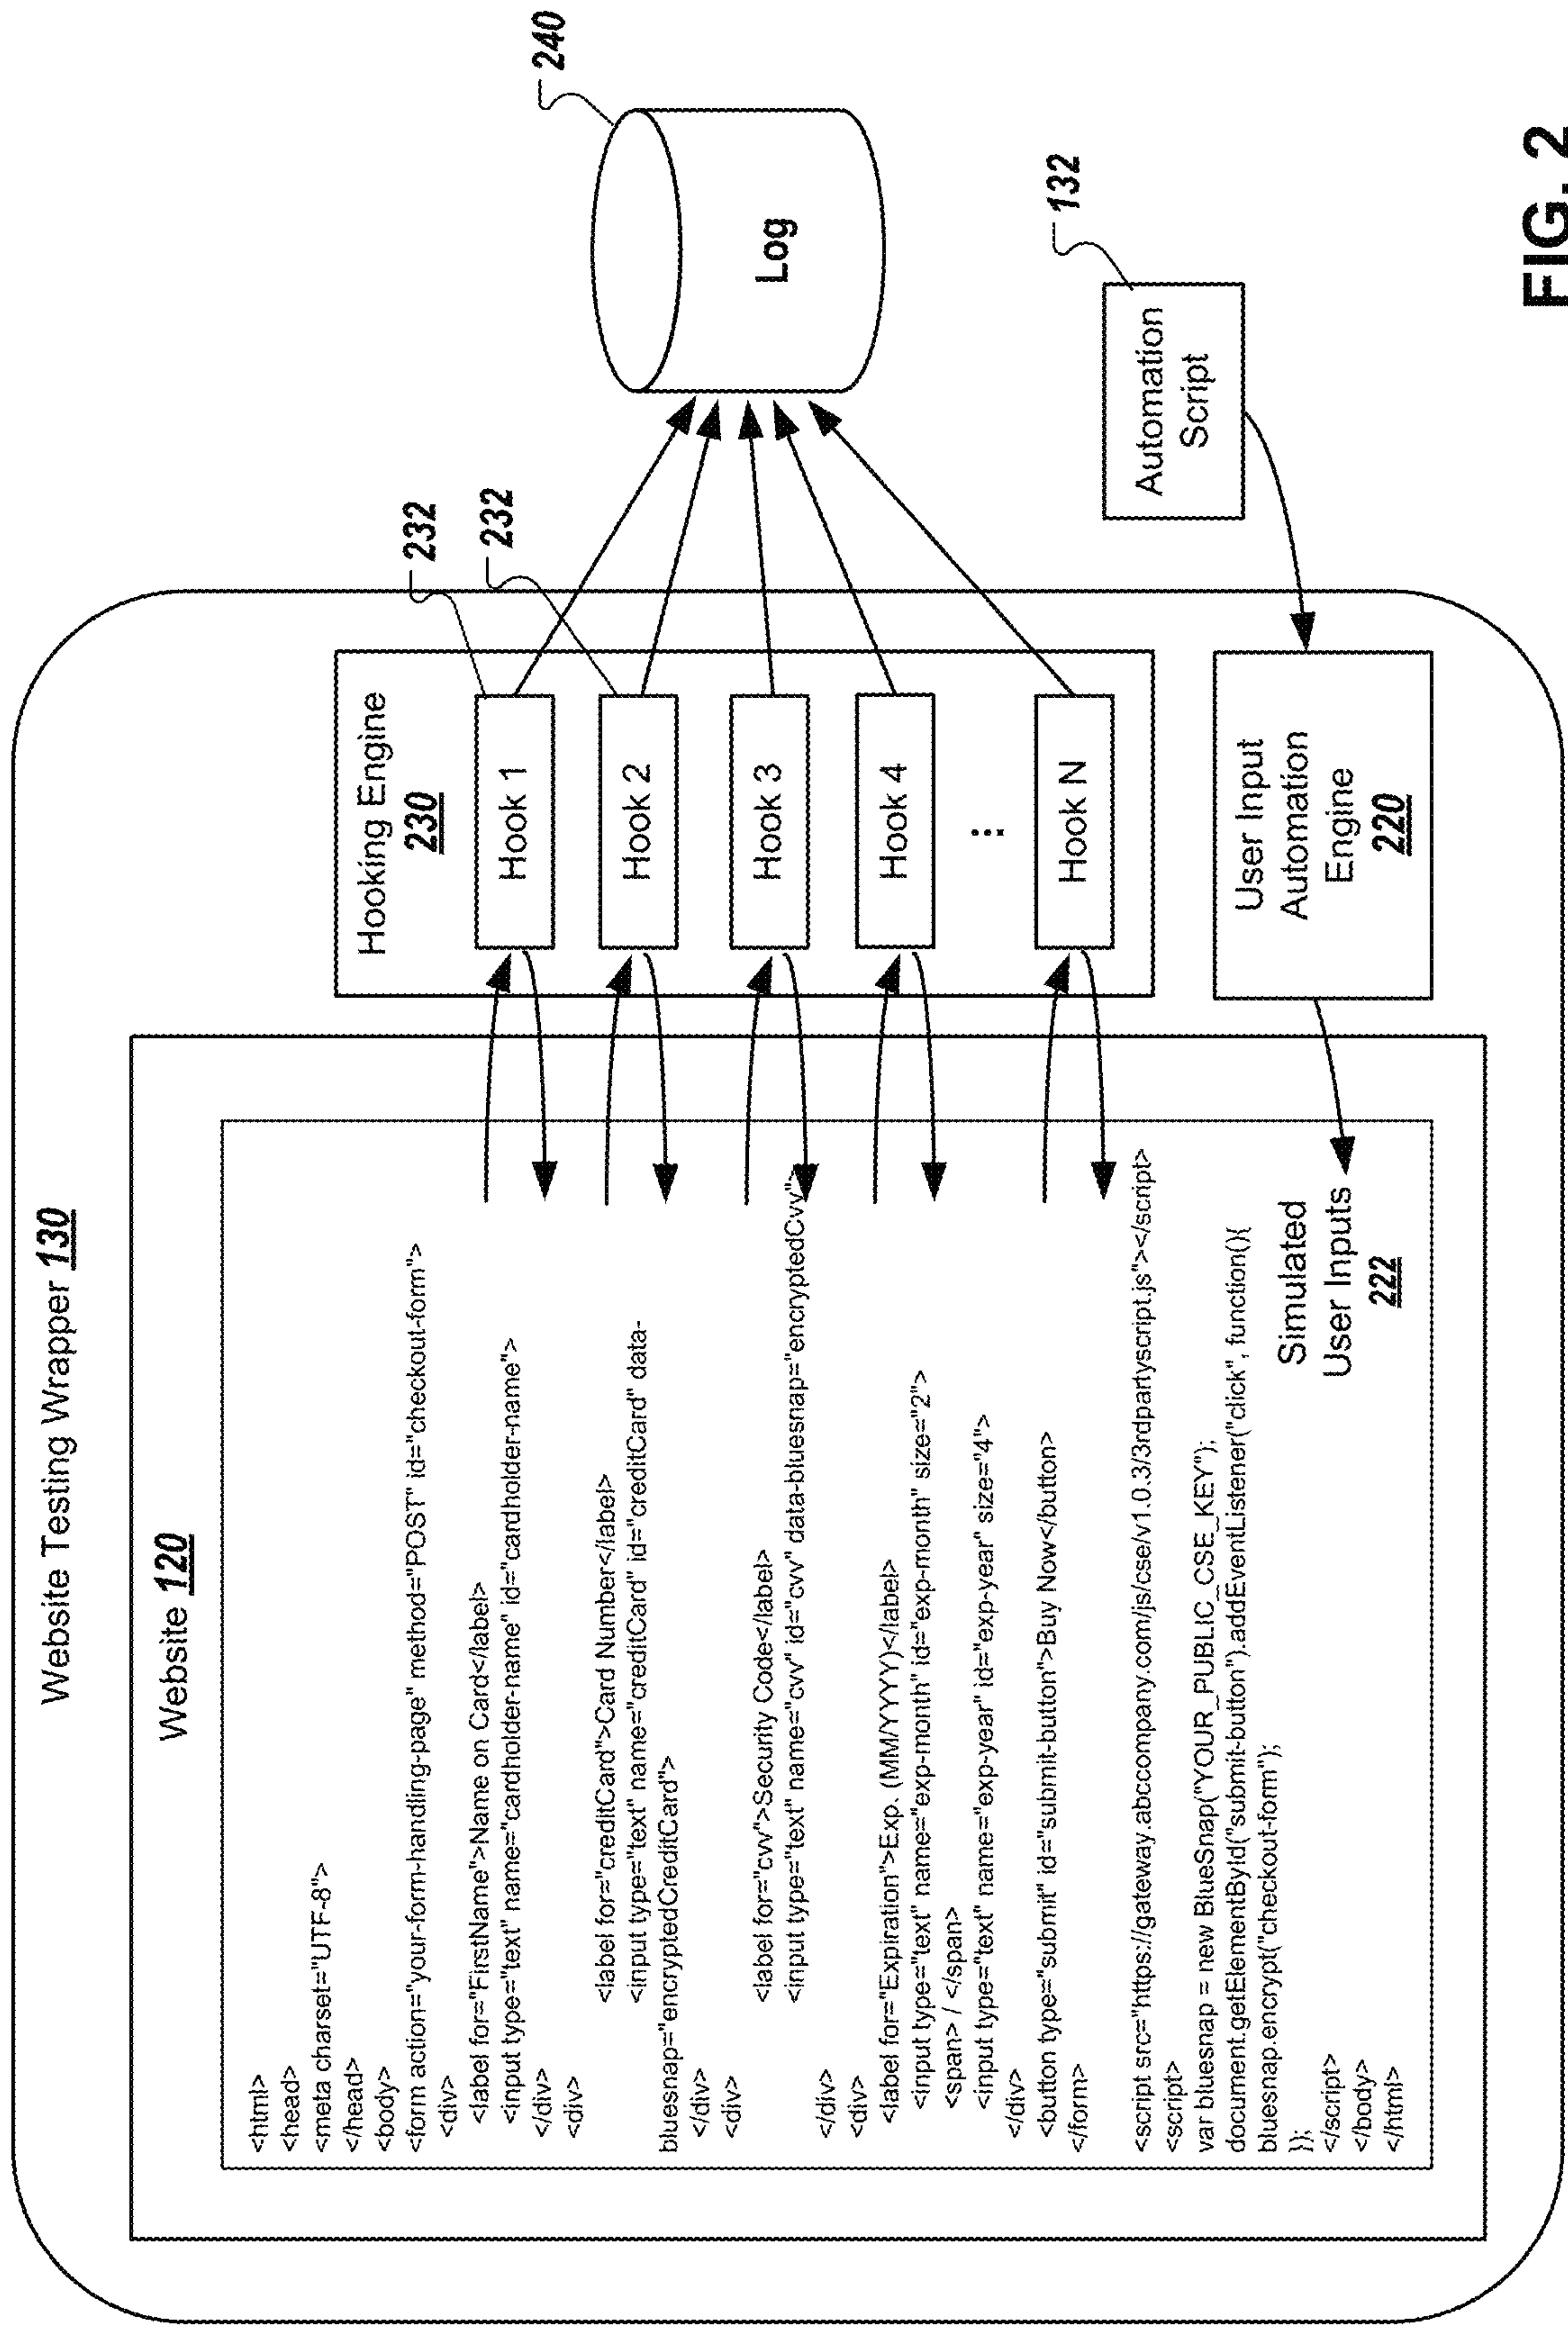 Website Testing Wrapper 130
Website 120
<html>
<head>
<meta charset="UTF-8">
</head>
<body>
<form action="your-form-handling-page" method="POST" id="checkout-form">
<div>
<label for="FirstName">Name on Card</label>
<input type="text" name="cardholder-name" id="cardholder-name">
</div>
<div>
<label for="creditCard">Card Number</label>
<input type="text" name="creditCard" id="creditCard" data-
bluesnap="encryptedCreditCard">
</div>
<div>
<label for="cvv">Security Code</label>
<input type="text" name="cvv" id="cvv" data-bluesnap="encryptedCvv">
</div>
<div>
<label for="Expiration">Exp. (MM/YYY)</label>
<input type="text" name="exp-month" id="exp-month" size="2">
<span> / </span>
<input type="text" name="exp-year" id="exp-year" size="4">
</div>
<button type="submit" id="submit-button">Buy Now</button>
</form>
<script src="https://gateway.abccompany.com/js/cse/v1.0.3/3rdpartyscript.js"></script>
<script>
var bluesnap = new BlueSnap("YOUR_PUBLIC_CSE_KEY");
document.getElementById("submit-button").addEventListener("click", function(){
bluesnap.encrypt("checkout-form");
});
</script>
</body>
</html>
Simulated
User Inputs
222
Hooking Engine
230
Hook 1
Hook 2
Hook 3
Hook 4
...
Hook N
232
232
User Input
Automation
Engine
220
Log
240
Automation
Script
132
FIG. 2